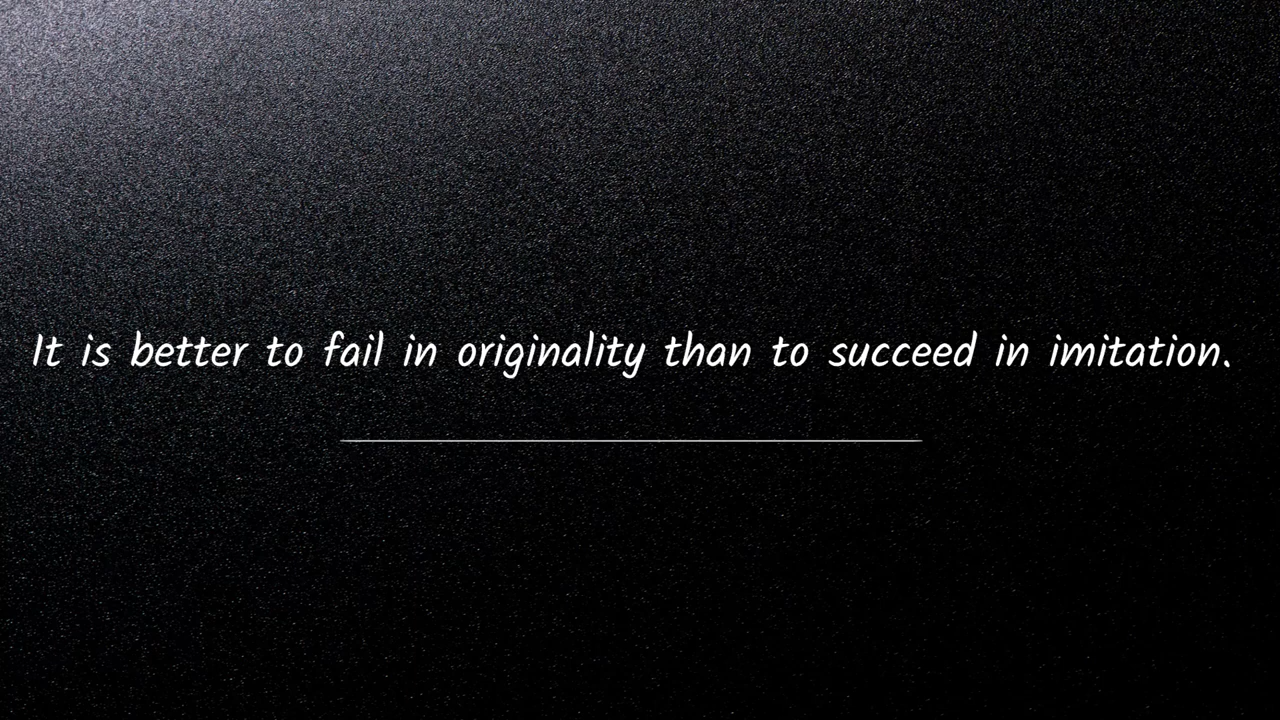 It is better to fail in originality than to succeed in imitation.